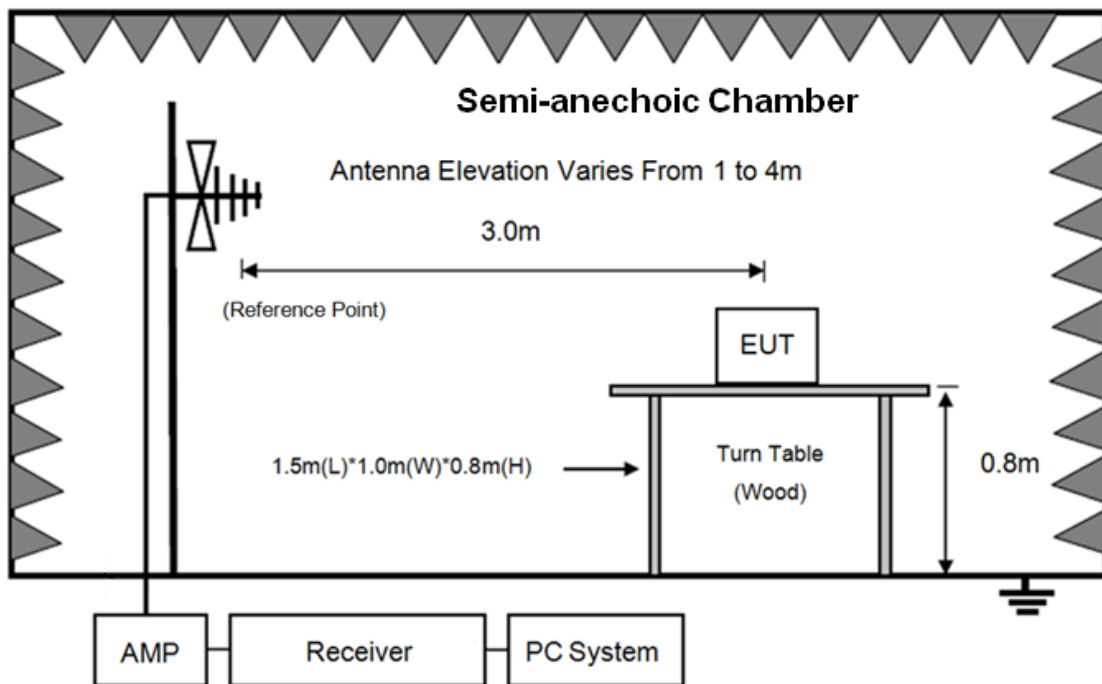 Semi-anechoic Chamber
Antenna Elevation Varies From 1 to 4m
3.0m
(Reference Point)
EUT
1.5m(L)*1.0m(W)*0.8m(H)
Turn Table
(Wood)
0.8m
AMP
Receiver
PC System